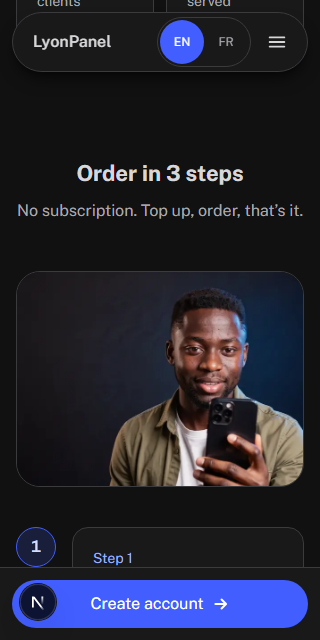 clients
served
LyonPanel
EN
FR
Order in 3 steps
No subscription. Top up, order, that’s it.
1
Step 1
N
Create account →